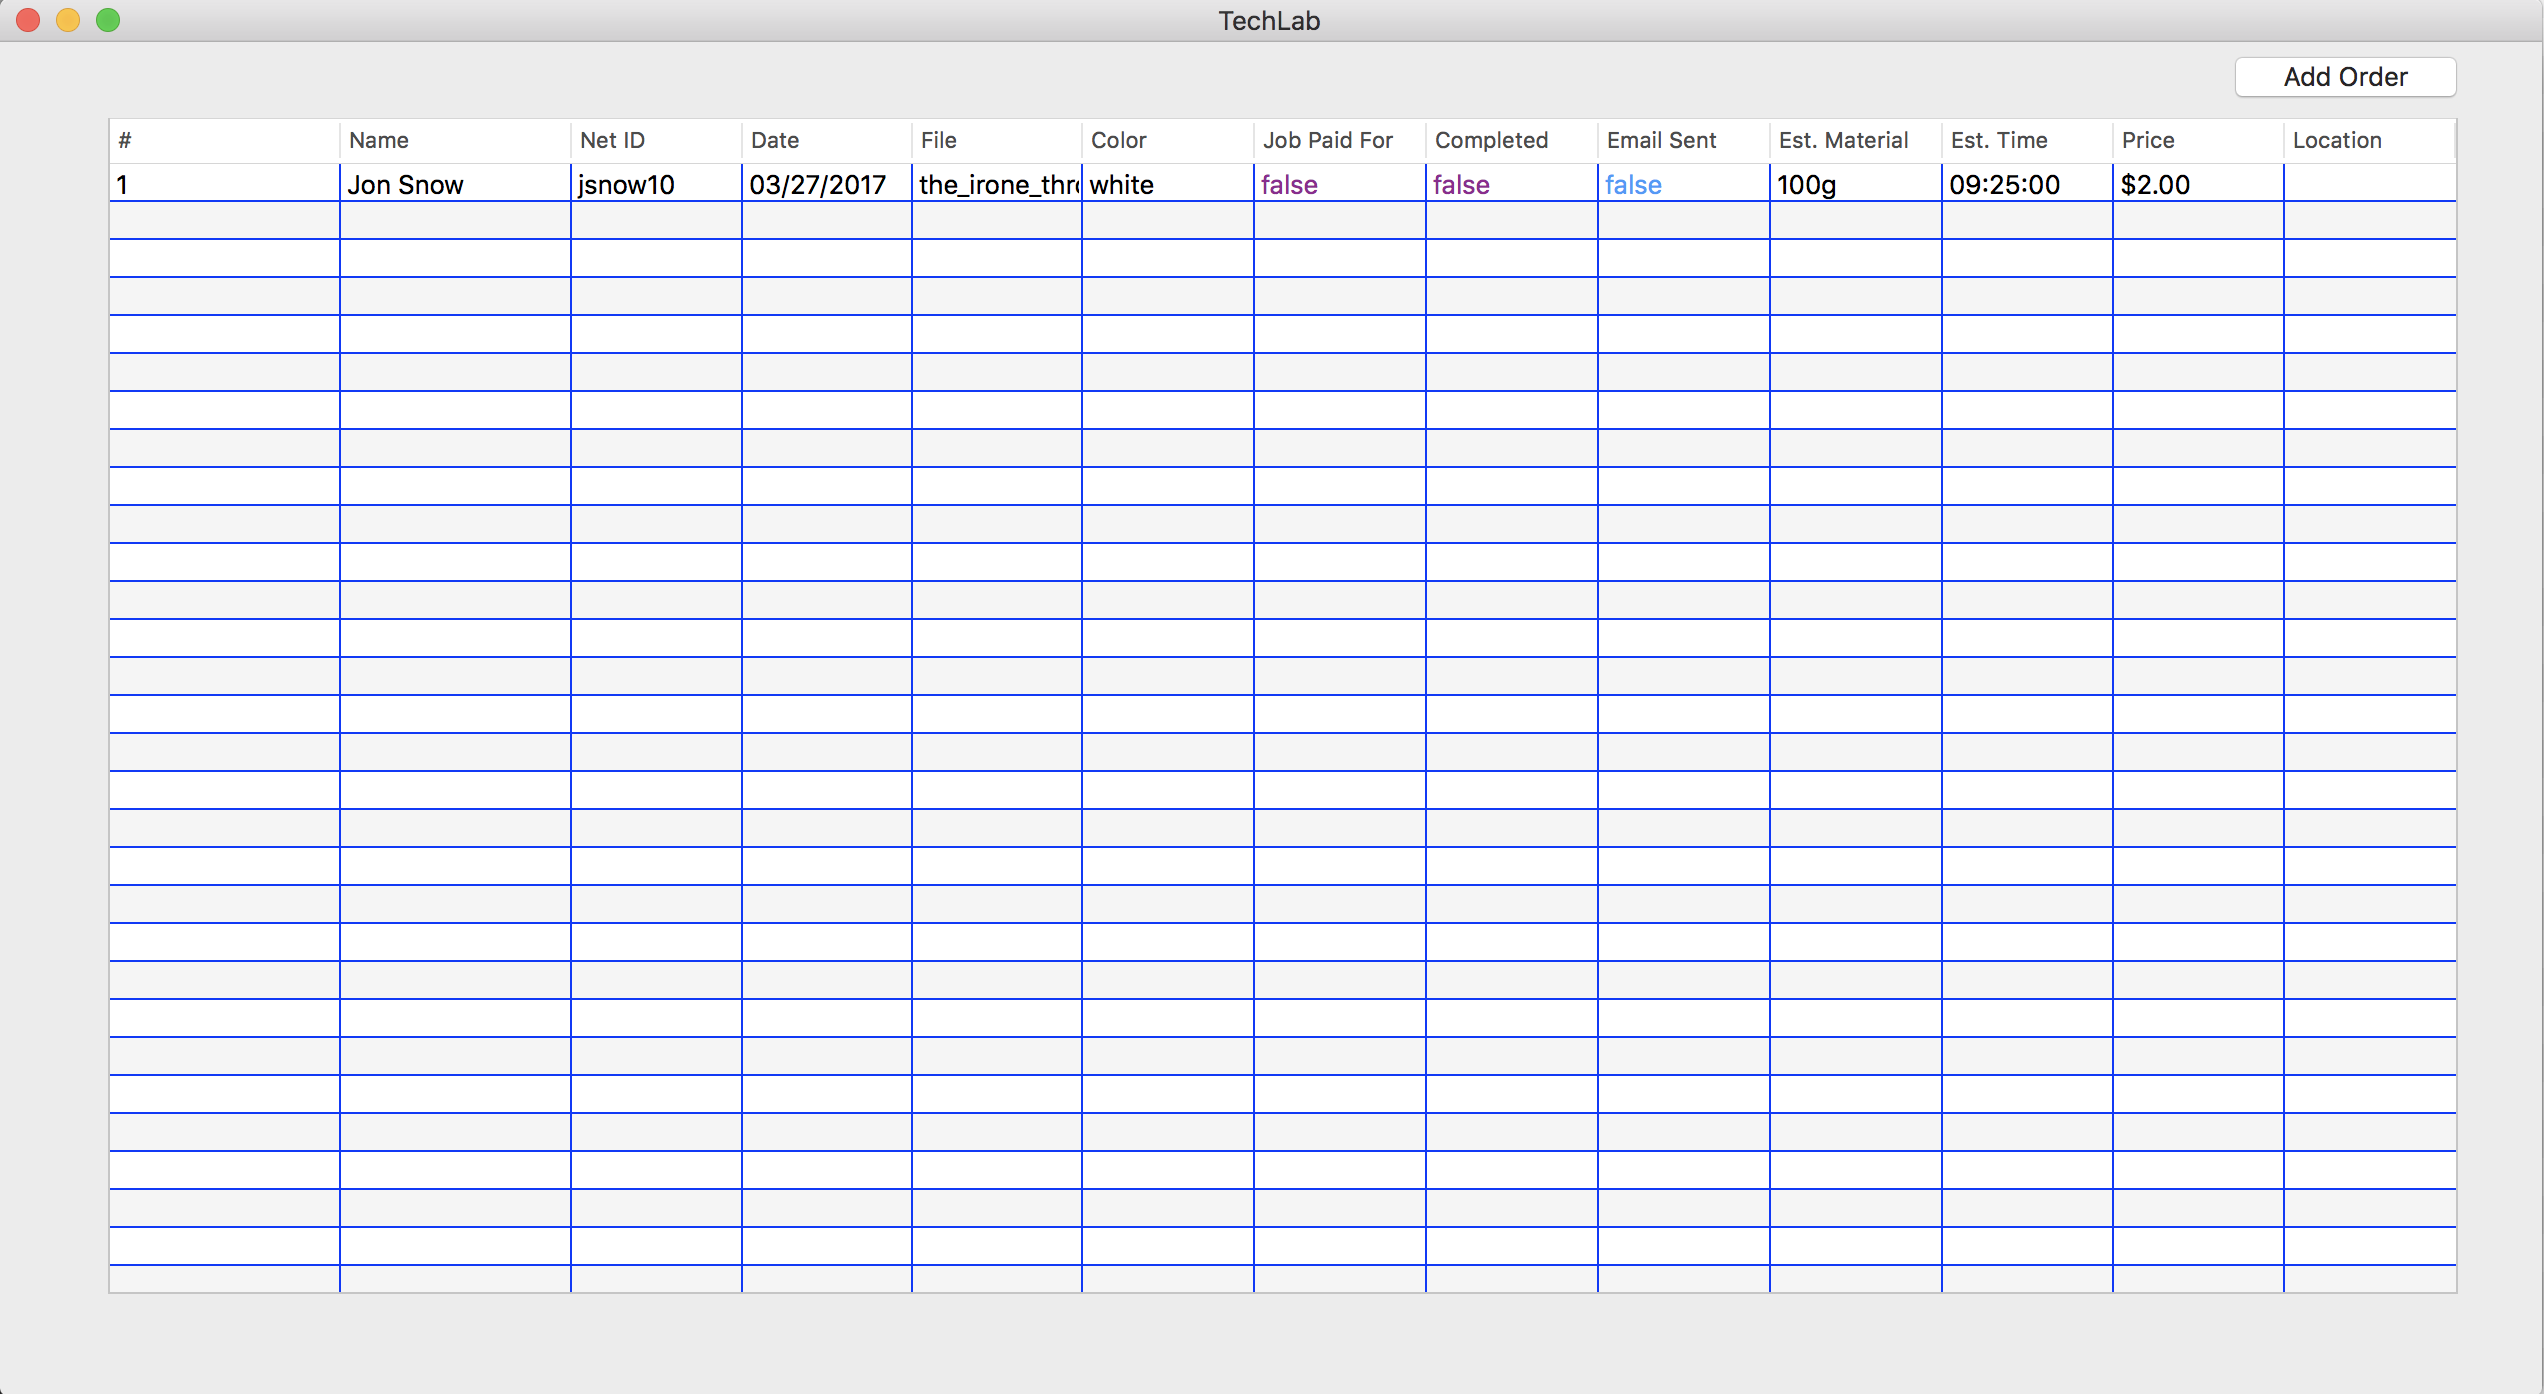 TechLab
Add Order
# Name Net ID Date File Color Job Paid For Completed Email Sent Est. Material Est. Time Price Location
1 Jon Snow jsnow10 03/27/2017 the_irone_thr white false false false 100g 09:25:00 $2.00